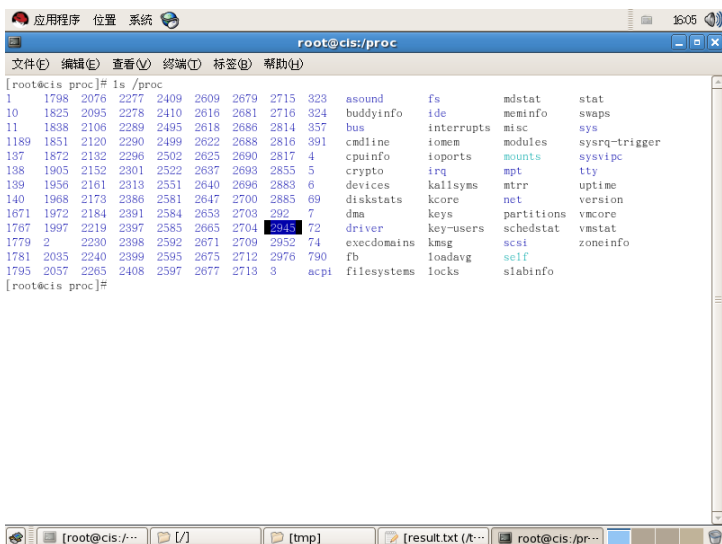 应用程序 位置 系统 16:05
root@cis:/proc
文件(F) 编辑(E) 查看(V) 终端(T) 标签(B) 帮助(H)
[root@cis proc]# ls /proc
1 1798 2076 2277 2409 2609 2679 2715 323 asound fs mdstat stat
10 1825 2095 2278 2410 2616 2681 2716 324 buddyinfo ide meminfo swaps
11 1838 2106 2289 2495 2618 2686 2814 357 bus interrupts misc sys
1189 1851 2120 2290 2499 2622 2688 2816 391 cmdline iomem modules sysrq-trigger
137 1872 2132 2296 2502 2625 2690 2817 4 cpuinfo ioports mounts sysvipc
138 1905 2152 2301 2522 2637 2693 2855 5 crypto irq mpt tty
139 1956 2161 2313 2551 2640 2696 2883 6 devices kallsyms mtrr uptime
140 1968 2173 2386 2581 2647 2700 2885 69 diskstats kcore net version
1671 1972 2184 2391 2584 2653 2703 292 7 dma keys partitions vmcore
1767 1997 2219 2397 2585 2665 2704 2945 72 driver key-users schedstat vmstat
1779 2 2230 2398 2592 2671 2709 2952 74 execdomains kmsg scsi zoneinfo
1781 2035 2240 2399 2595 2675 2712 2976 790 fb loadavg self
1795 2057 2265 2408 2597 2677 2713 3 acpi filesystems locks slabinfo
[root@cis proc]#
[root@cis:/··· [/] [tmp] [result.txt (/t··· root@cis:/pr···